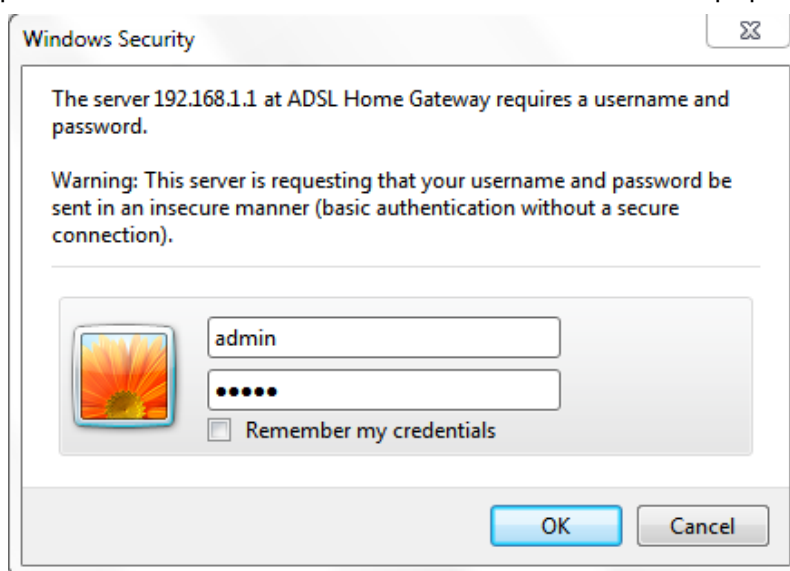 Windows Security
The server 192.168.1.1 at ADSL Home Gateway requires a username and
password.
Warning: This server is requesting that your username and password be
sent in an insecure manner (basic authentication without a secure
connection).
admin
●●●●●
Remember my credentials
OK Cancel